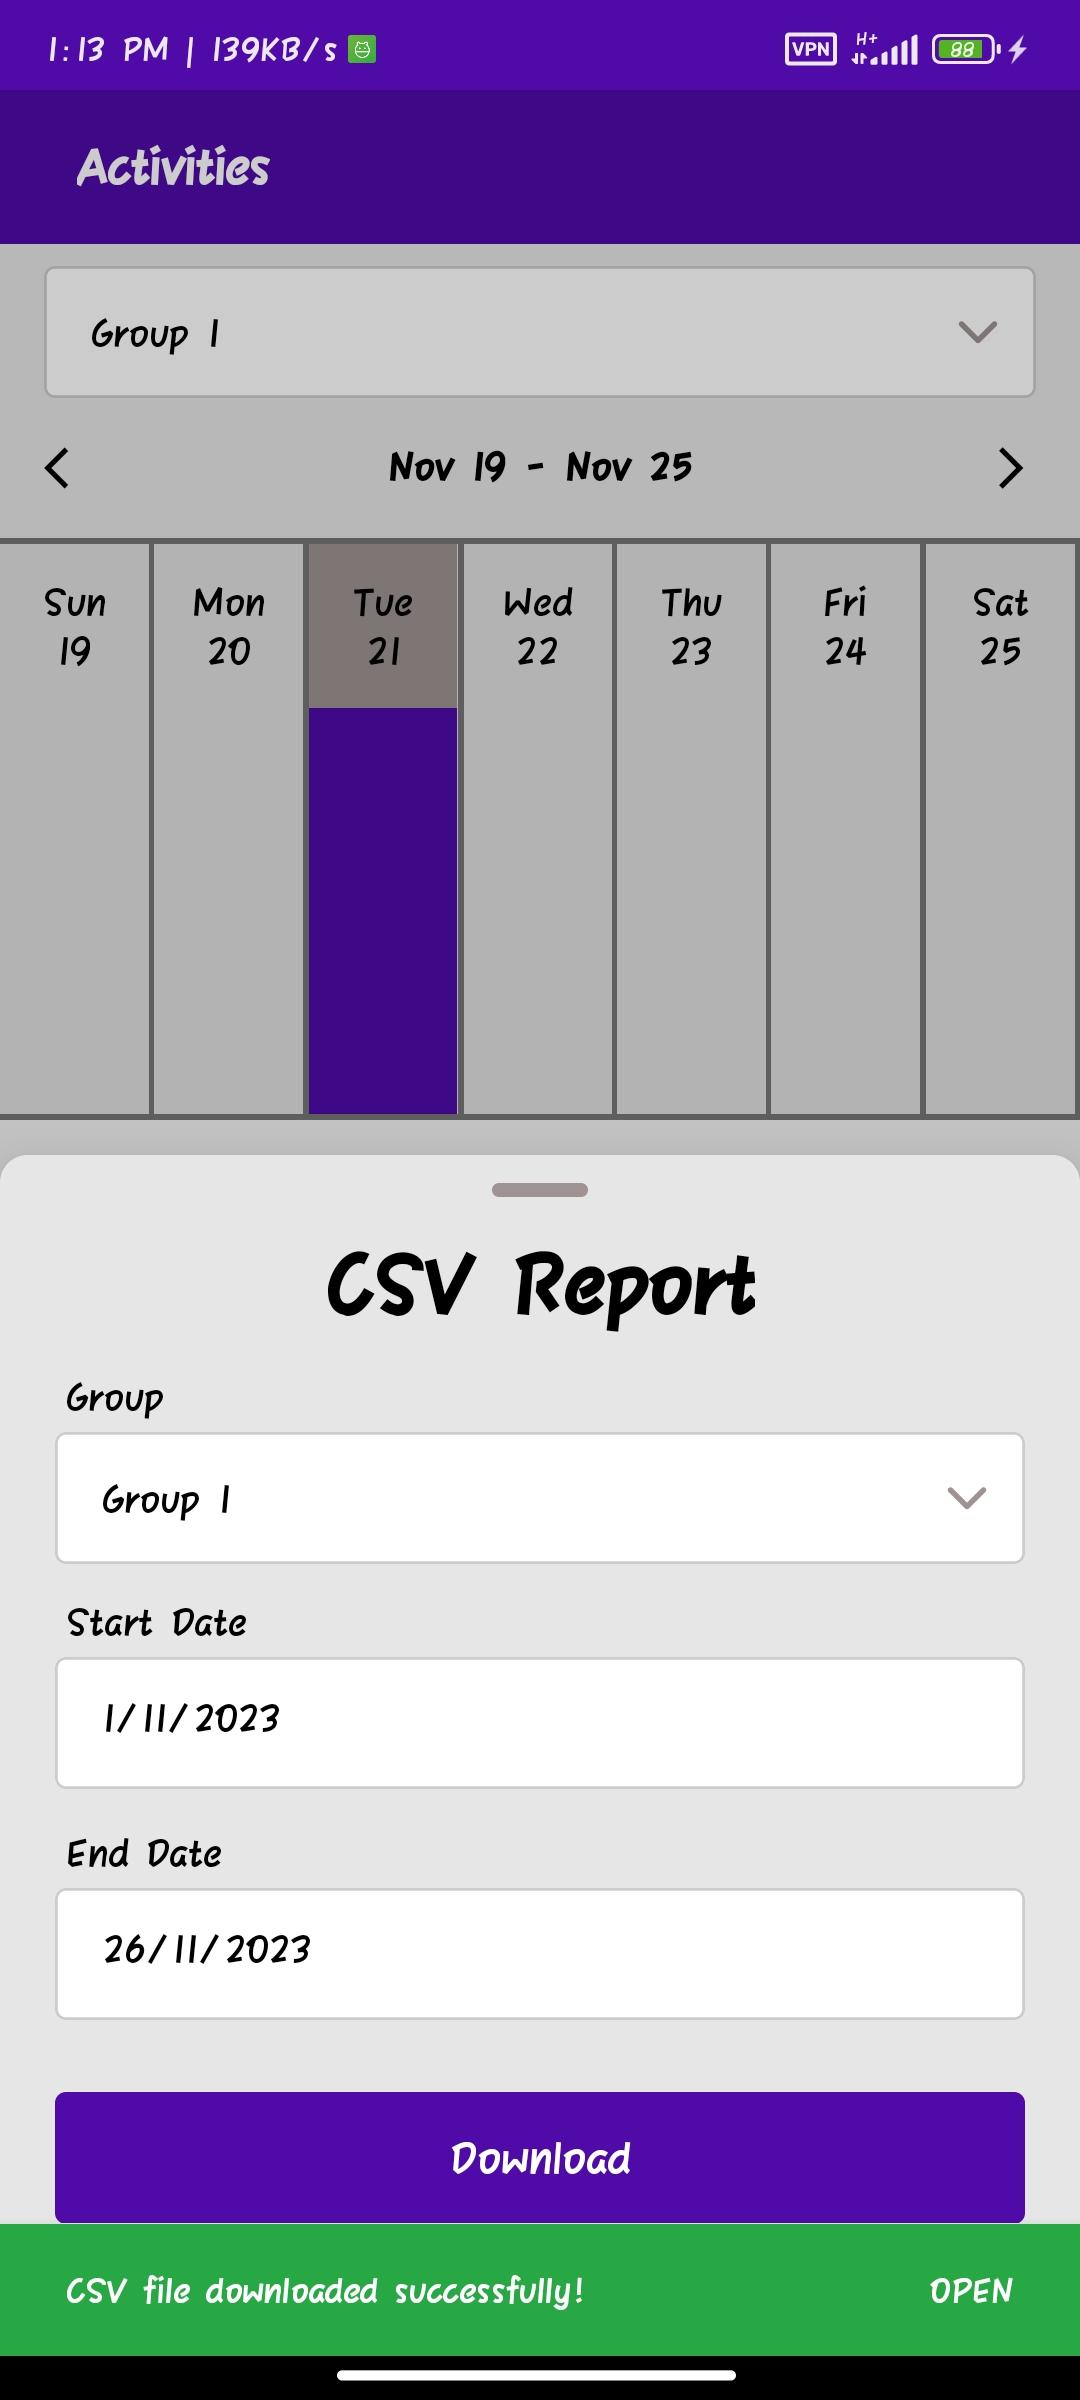 1:13 PM | 139KB/s VPN H+ 88
Activities
Group 1
Nov 19 - Nov 25
Sun Mon Tue Wed Thu Fri Sat
19 20 21 22 23 24 25
CSV Report
Group
Group 1
Start Date
1/11/2023
End Date
26/11/2023
Download
CSV file downloaded successfully! OPEN